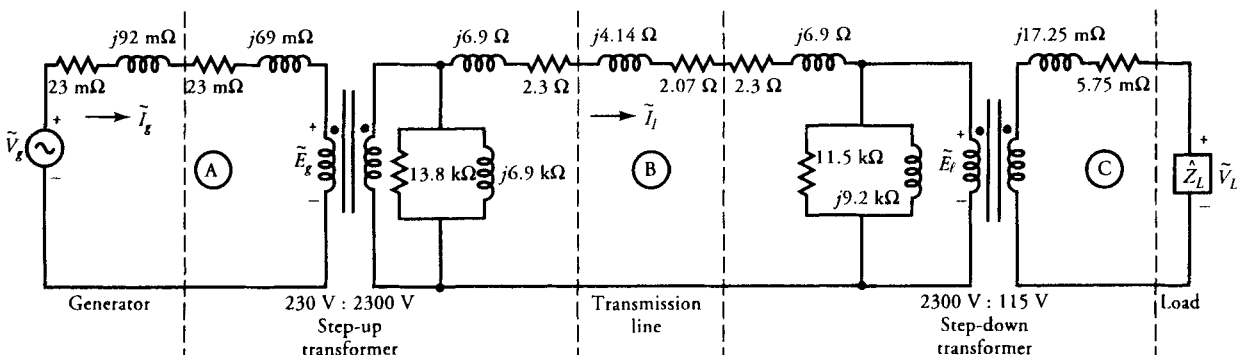 j92 mΩ
j69 mΩ
j6.9 Ω
j4.14 Ω
j6.9 Ω
j17.25 mΩ
23 mΩ
23 mΩ
2.3 Ω
2.07 Ω
2.3 Ω
5.75 mΩ
+
Ĩg
Ĩl
Ṽg
−
A
+
Ẽg
−
13.8 kΩ
j6.9 kΩ
B
11.5 kΩ
j9.2 kΩ
+
Ẽℓ
−
C
+
ẐL
ṼL
−
Generator
230 V : 2300 V
Step-up
transformer
Transmission
line
2300 V : 115 V
Step-down
transformer
Load